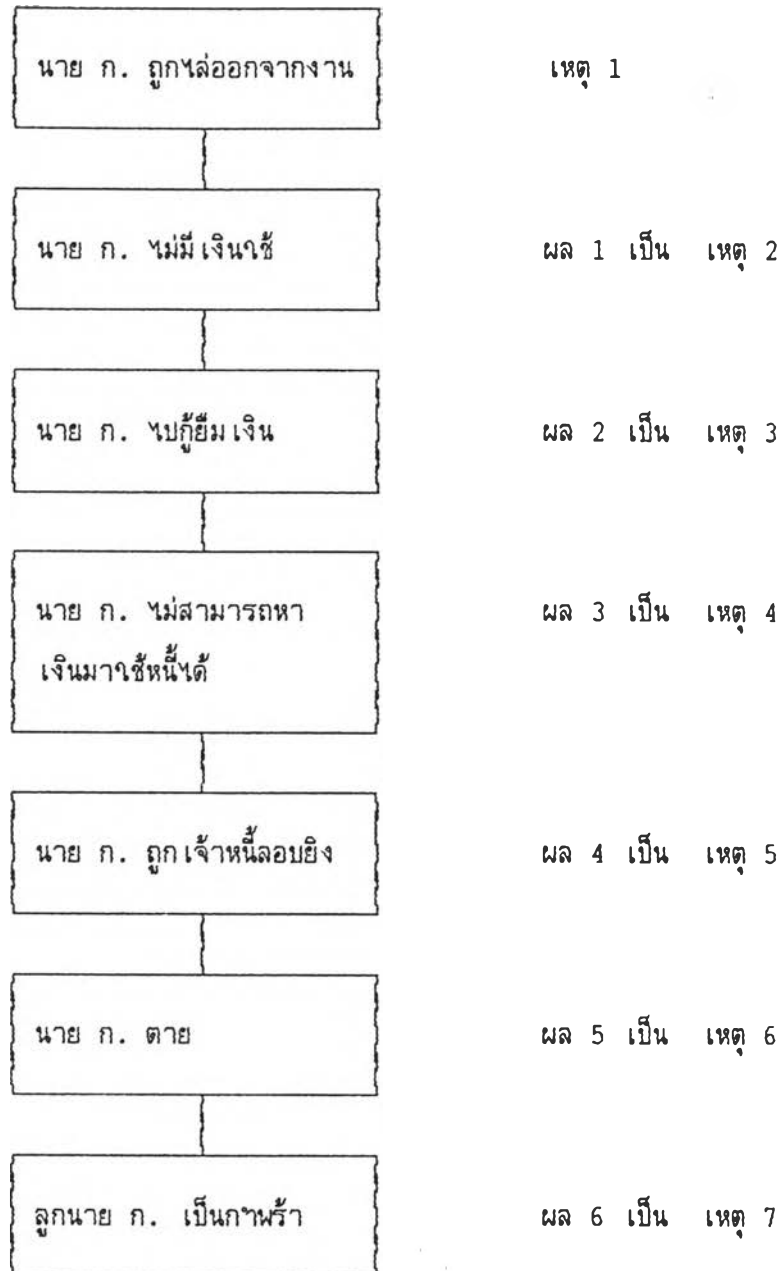 นาย ก. ถูกไล่ออกจากงาน เหตุ 1
นาย ก. ไม่มีเงินใช้ ผล 1 เป็น เหตุ 2
นาย ก. ไปกู้ยืมเงิน ผล 2 เป็น เหตุ 3
นาย ก. ไม่สามารถหา ผล 3 เป็น เหตุ 4
เงินมาใช้หนี้ได้
นาย ก. ถูกเจ้าหนี้ลอบยิง ผล 4 เป็น เหตุ 5
นาย ก. ตาย ผล 5 เป็น เหตุ 6
ลูกนาย ก. เป็นกำพร้า ผล 6 เป็น เหตุ 7